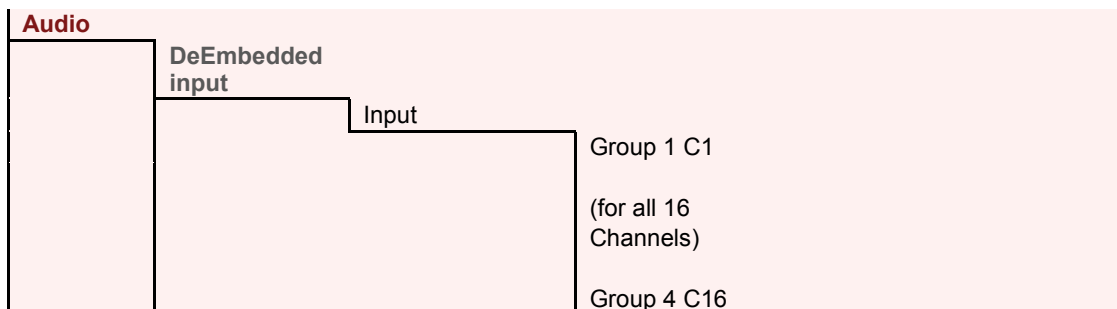 Audio
DeEmbedded
input
Input
Group 1 C1
(for all 16
Channels)
Group 4 C16